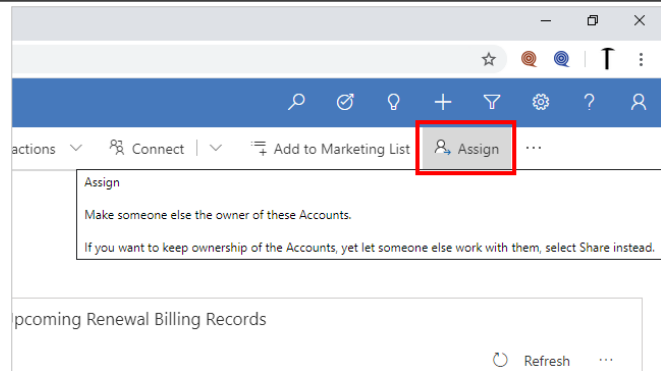 actions Connect Add to Marketing List Assign ...
Assign
Make someone else the owner of these Accounts.
If you want to keep ownership of the Accounts, yet let someone else work with them, select Share instead.
pcoming Renewal Billing Records
Refresh ...